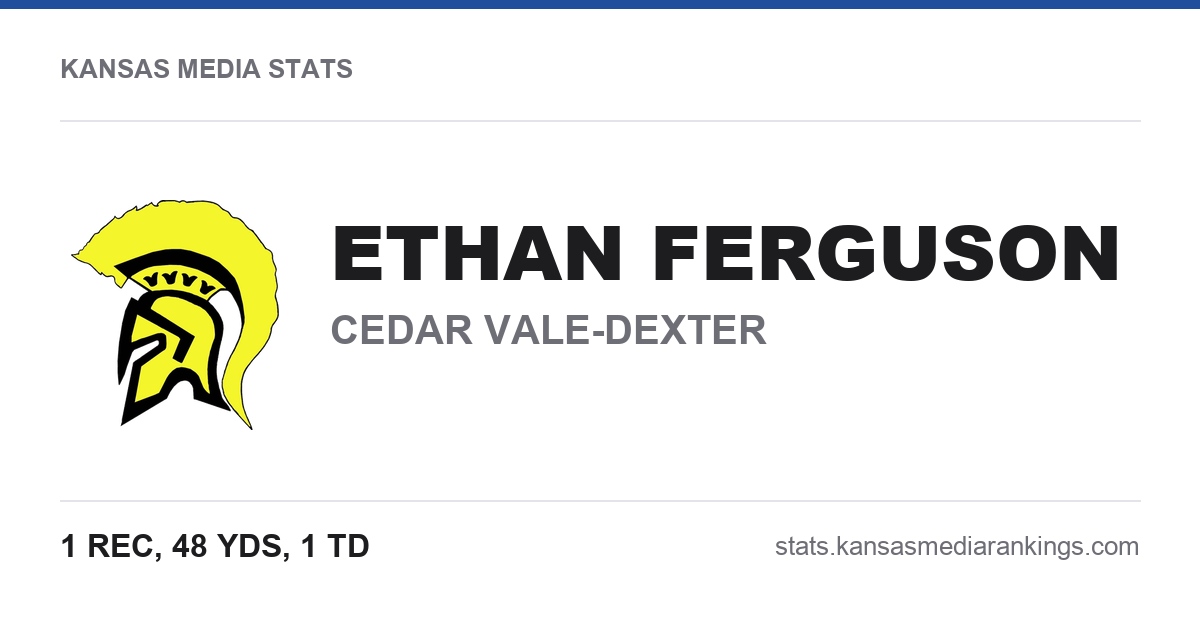 KANSAS MEDIA STATS
ETHAN FERGUSON
CEDAR VALE-DEXTER
1 REC, 48 YDS, 1 TD
stats.kansasmediarankings.com